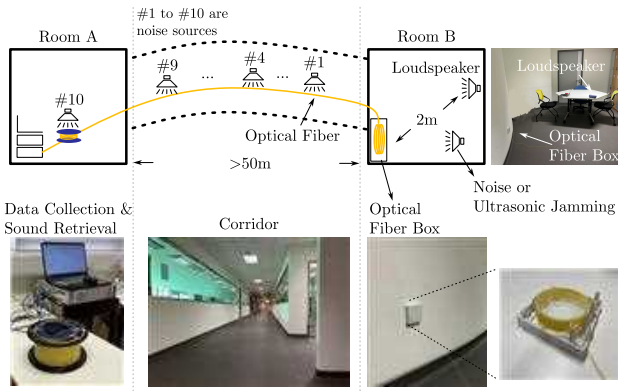 #1 to #10 are
noise sources
Room A
Room B
#9
...
#4
...
#1
#10
Loudspeaker
2m
Optical Fiber
>50m
Noise or
Ultrasonic Jamming
Loudspeaker
Optical
Fiber Box
Data Collection &
Sound Retrieval
Corridor
Optical
Fiber Box